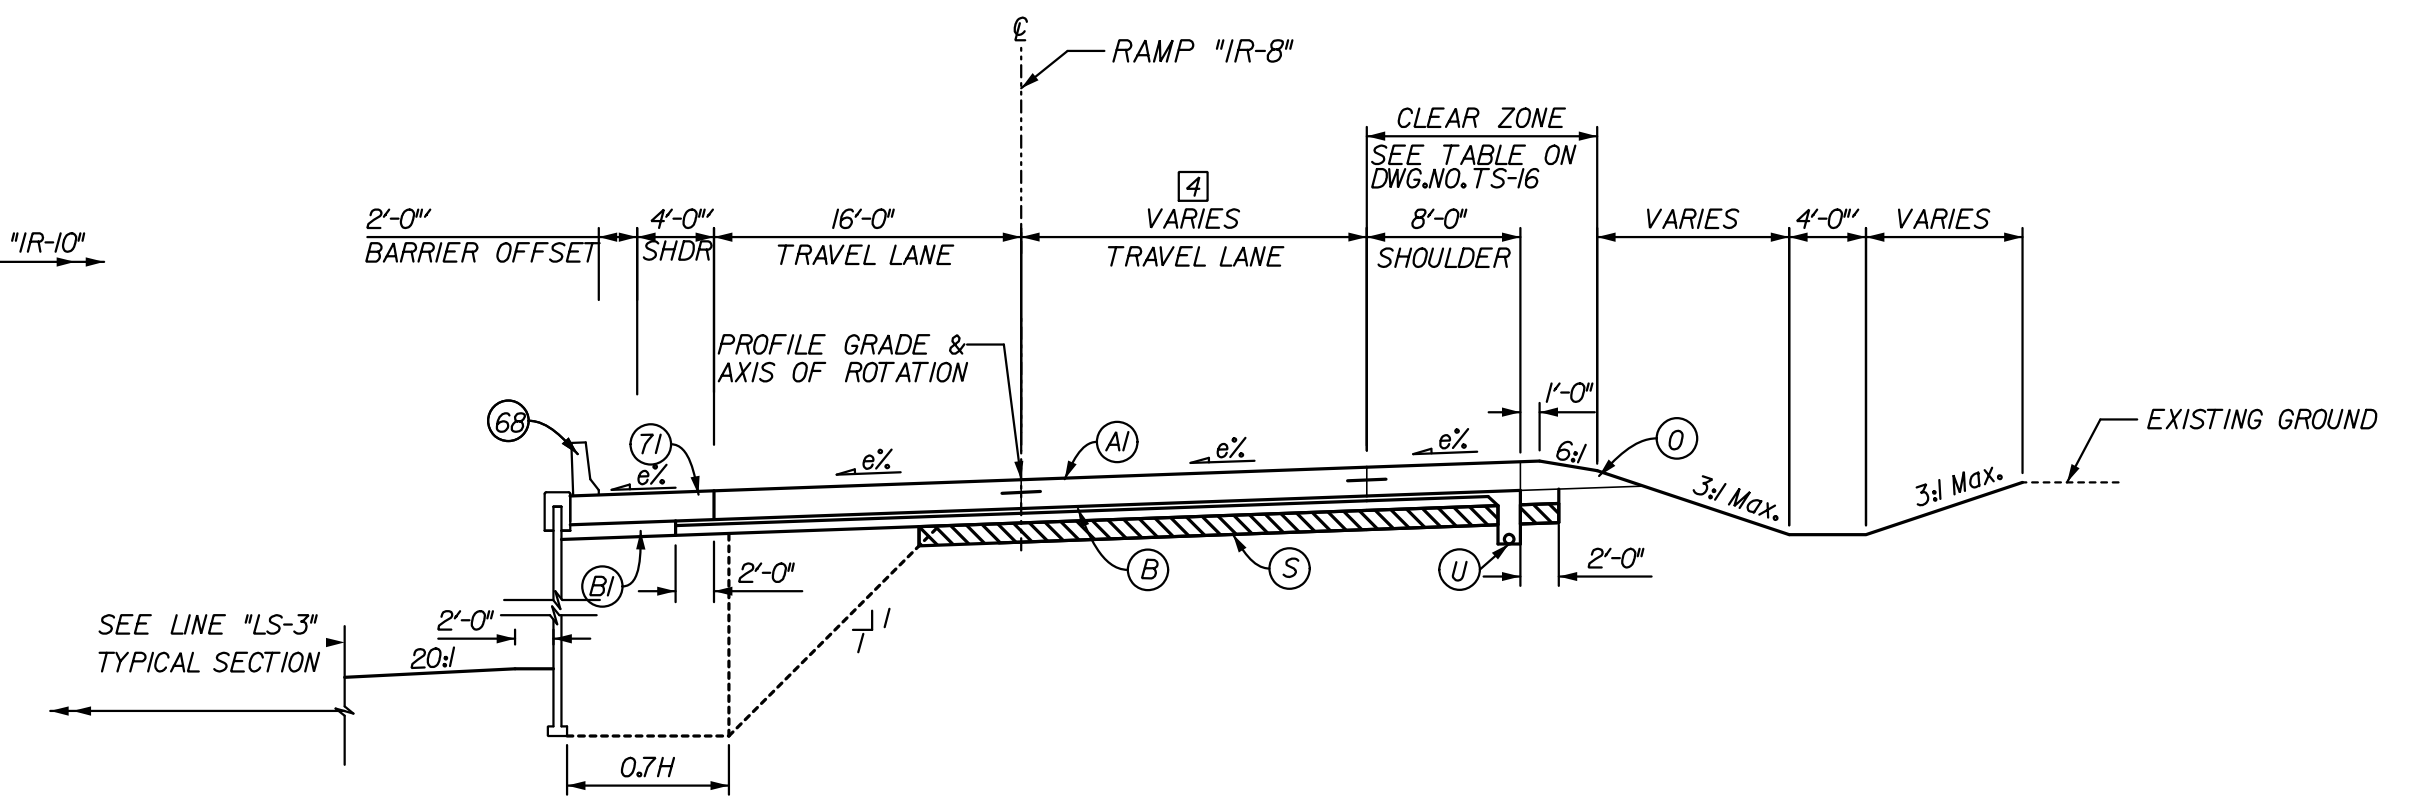 ℄
RAMP "IR-8"
CLEAR ZONE
SEE TABLE ON
DWG.NO.TS-16
4
"IR-10"
2'-0"'
BARRIER OFFSET
4'-0"'
SHDR
16'-0"
TRAVEL LANE
VARIES
TRAVEL LANE
8'-0"
SHOULDER
VARIES
4'-0"'
VARIES
PROFILE GRADE &
AXIS OF ROTATION
1'-0"
EXISTING GROUND
68
71
A1
O
e%
e%
e%
e%
6:1
3:1 Max.
3:1 Max.
B1
2'-0"
B
S
U
2'-0"
1
1
SEE LINE "LS-3"
TYPICAL SECTION
2'-0"
20:1
0.7H